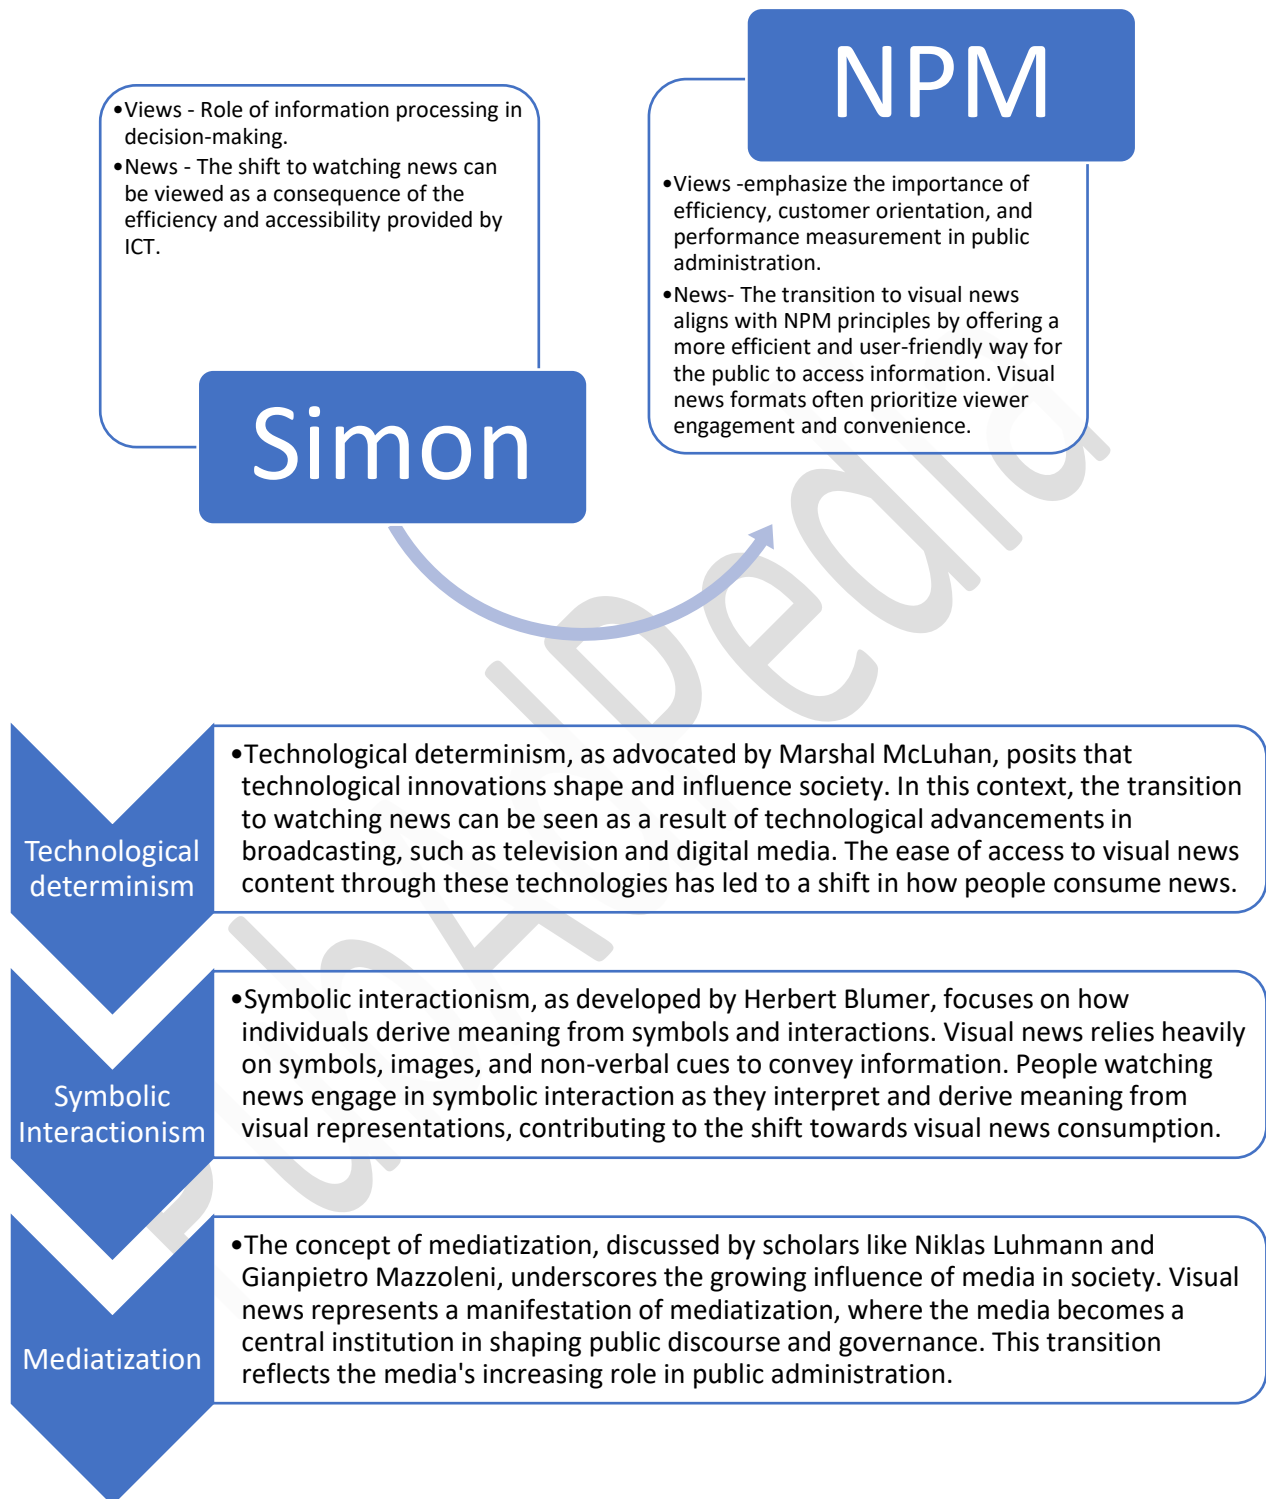 •Views - Role of information processing in
decision-making.
•News - The shift to watching news can
be viewed as a consequence of the
efficiency and accessibility provided by
ICT.
Simon
NPM
•Views -emphasize the importance of
efficiency, customer orientation, and
performance measurement in public
administration.
•News- The transition to visual news
aligns with NPM principles by offering a
more efficient and user-friendly way for
the public to access information. Visual
news formats often prioritize viewer
engagement and convenience.
Technological
determinism
•Technological determinism, as advocated by Marshal McLuhan, posits that
technological innovations shape and influence society. In this context, the transition
to watching news can be seen as a result of technological advancements in
broadcasting, such as television and digital media. The ease of access to visual news
content through these technologies has led to a shift in how people consume news.
Symbolic
Interactionism
•Symbolic interactionism, as developed by Herbert Blumer, focuses on how
individuals derive meaning from symbols and interactions. Visual news relies heavily
on symbols, images, and non-verbal cues to convey information. People watching
news engage in symbolic interaction as they interpret and derive meaning from
visual representations, contributing to the shift towards visual news consumption.
Mediatization
•The concept of mediatization, discussed by scholars like Niklas Luhmann and
Gianpietro Mazzoleni, underscores the growing influence of media in society. Visual
news represents a manifestation of mediatization, where the media becomes a
central institution in shaping public discourse and governance. This transition
reflects the media's increasing role in public administration.